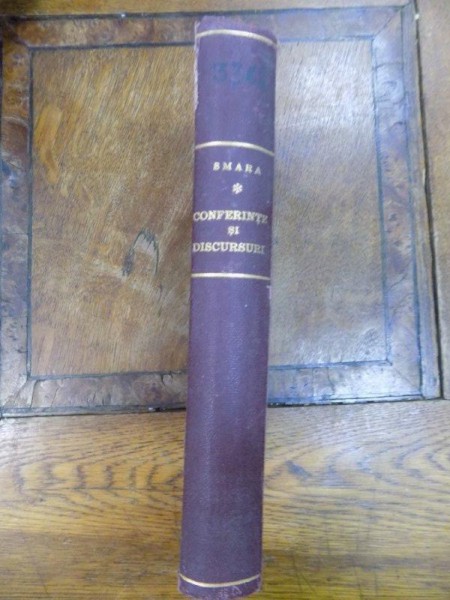 SMARA
*
CONFERINȚE
ȘI
DISCURSURI